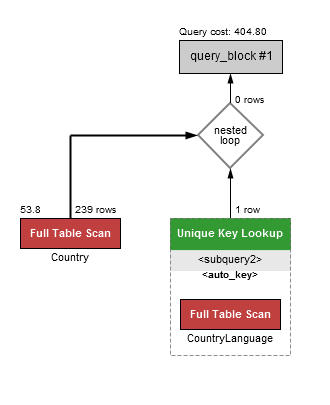 Query cost: 404.80
query_block #1
0 rows
nested
loop
53.8
239 rows
1 row
Full Table Scan
Unique Key Lookup
Country
<subquery2>
<auto_key>
Full Table Scan
CountryLanguage